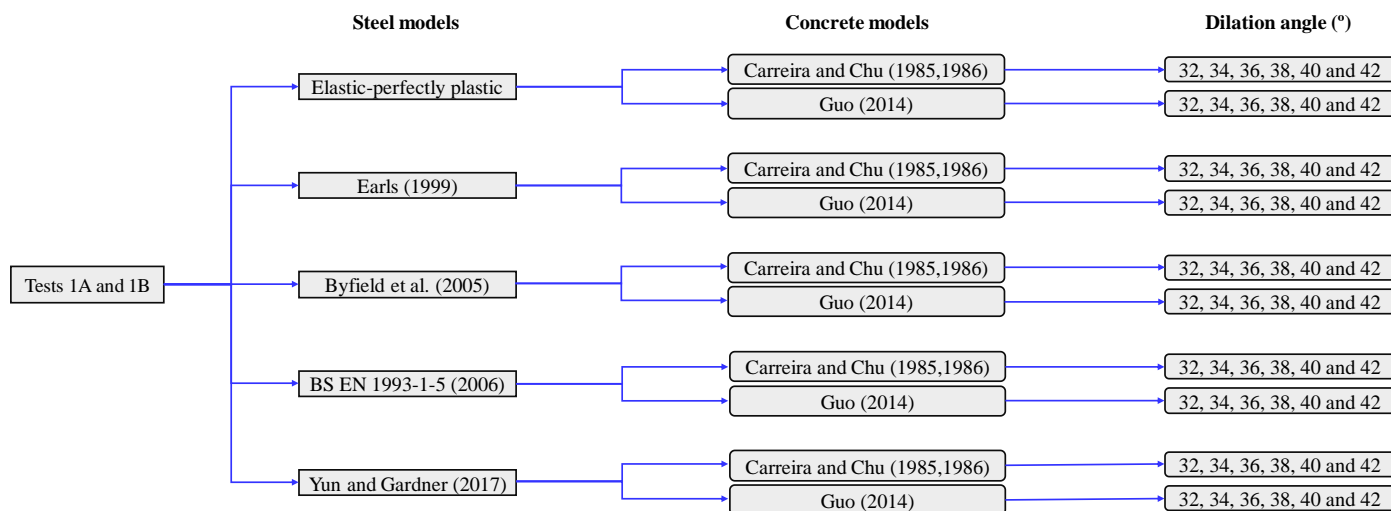 Steel models
Concrete models
Dilation angle (º)
Elastic-perfectly plastic
Carreira and Chu (1985,1986)
32, 34, 36, 38, 40 and 42
Guo (2014)
32, 34, 36, 38, 40 and 42
Earls (1999)
Carreira and Chu (1985,1986)
32, 34, 36, 38, 40 and 42
Guo (2014)
32, 34, 36, 38, 40 and 42
Tests 1A and 1B
Byfield et al. (2005)
Carreira and Chu (1985,1986)
32, 34, 36, 38, 40 and 42
Guo (2014)
32, 34, 36, 38, 40 and 42
BS EN 1993-1-5 (2006)
Carreira and Chu (1985,1986)
32, 34, 36, 38, 40 and 42
Guo (2014)
32, 34, 36, 38, 40 and 42
Yun and Gardner (2017)
Carreira and Chu (1985,1986)
32, 34, 36, 38, 40 and 42
Guo (2014)
32, 34, 36, 38, 40 and 42